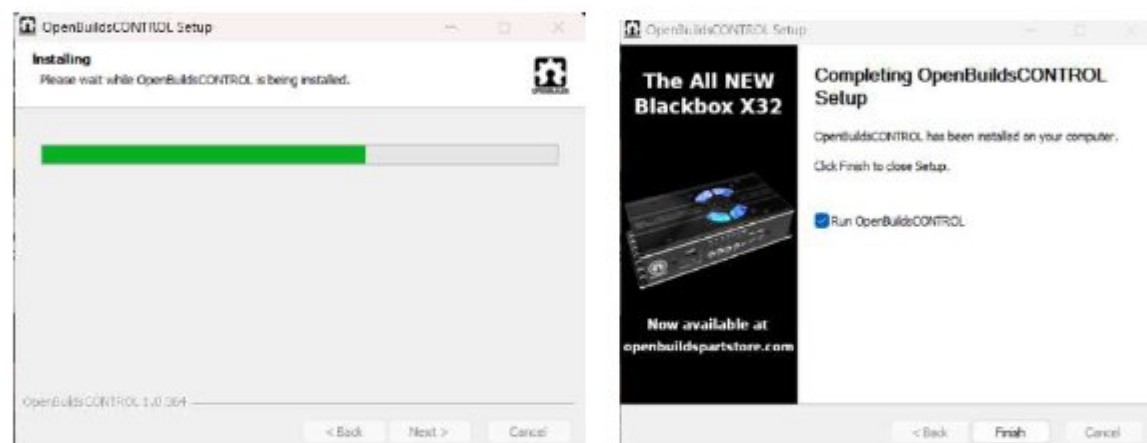 OpenBuildsCONTROL Setup
Installing
Please wait while OpenBuildsCONTROL is being installed.
OpenBuildsCONTROL 1.0.364
< Back Next > Cancel
OpenBuildsCONTROL Setup
The All NEW
Blackbox X32
Now available at
openbuildspartstore.com
Completing OpenBuildsCONTROL
Setup
OpenBuildsCONTROL has been installed on your computer.
Click Finish to close Setup.
Run OpenBuildsCONTROL
< Back Finish Cancel